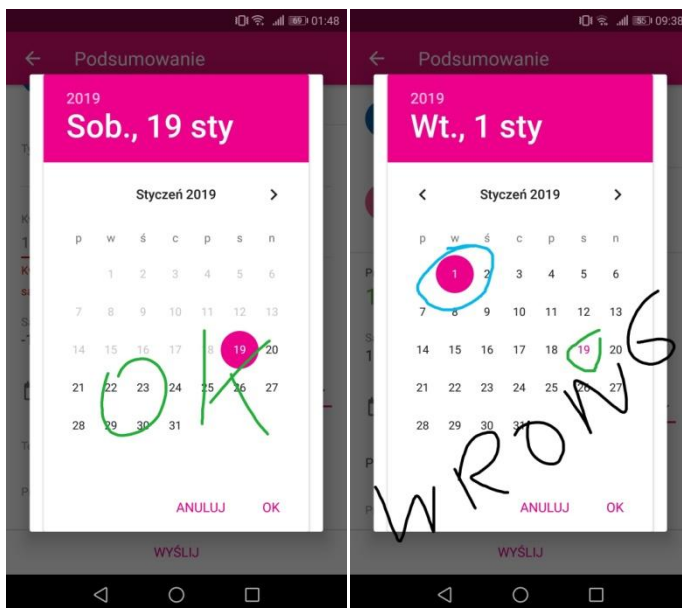 69 01:48
Podsumowanie
2019
Sob., 19 sty
Styczeń 2019
p w ś c p s n
1 2 3 4 5 6
7 8 9 10 11 12 13
14 15 16 17 18 19 20
21 22 23 24 25 26 27
28 29 30 31
OK
ANULUJ OK
WYŚLIJ
09:38
Podsumowanie
2019
Wt., 1 sty
Styczeń 2019
p w ś c p s n
1 2 3 4 5 6
7 8 9 10 11 12 13
14 15 16 17 18 19 20
21 22 23 24 25 26 27
28 29 30 31
WRONG
ANULUJ OK
WYŚLIJ